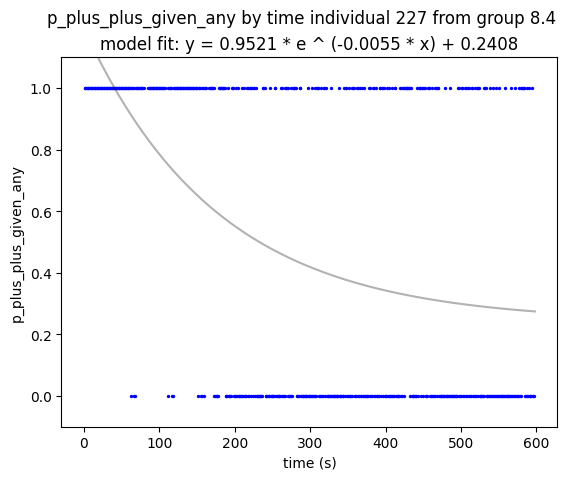 p_plus_plus_given_any by time individual 227 from group 8.4
model fit: y = 0.9521 * e ^ (-0.0055 * x) + 0.2408
1.0
0.8
0.6
0.4
0.2
0.0
p_plus_plus_given_any
0 100 200 300 400 500 600
time (s)